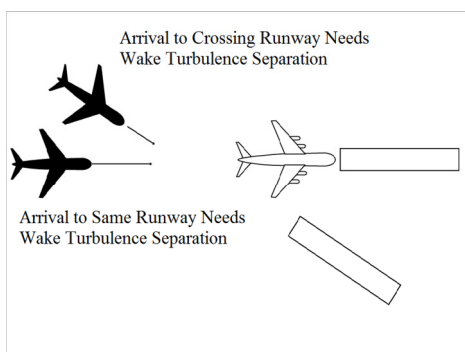 Arrival to Crossing Runway Needs
Wake Turbulence Separation
Arrival to Same Runway Needs
Wake Turbulence Separation